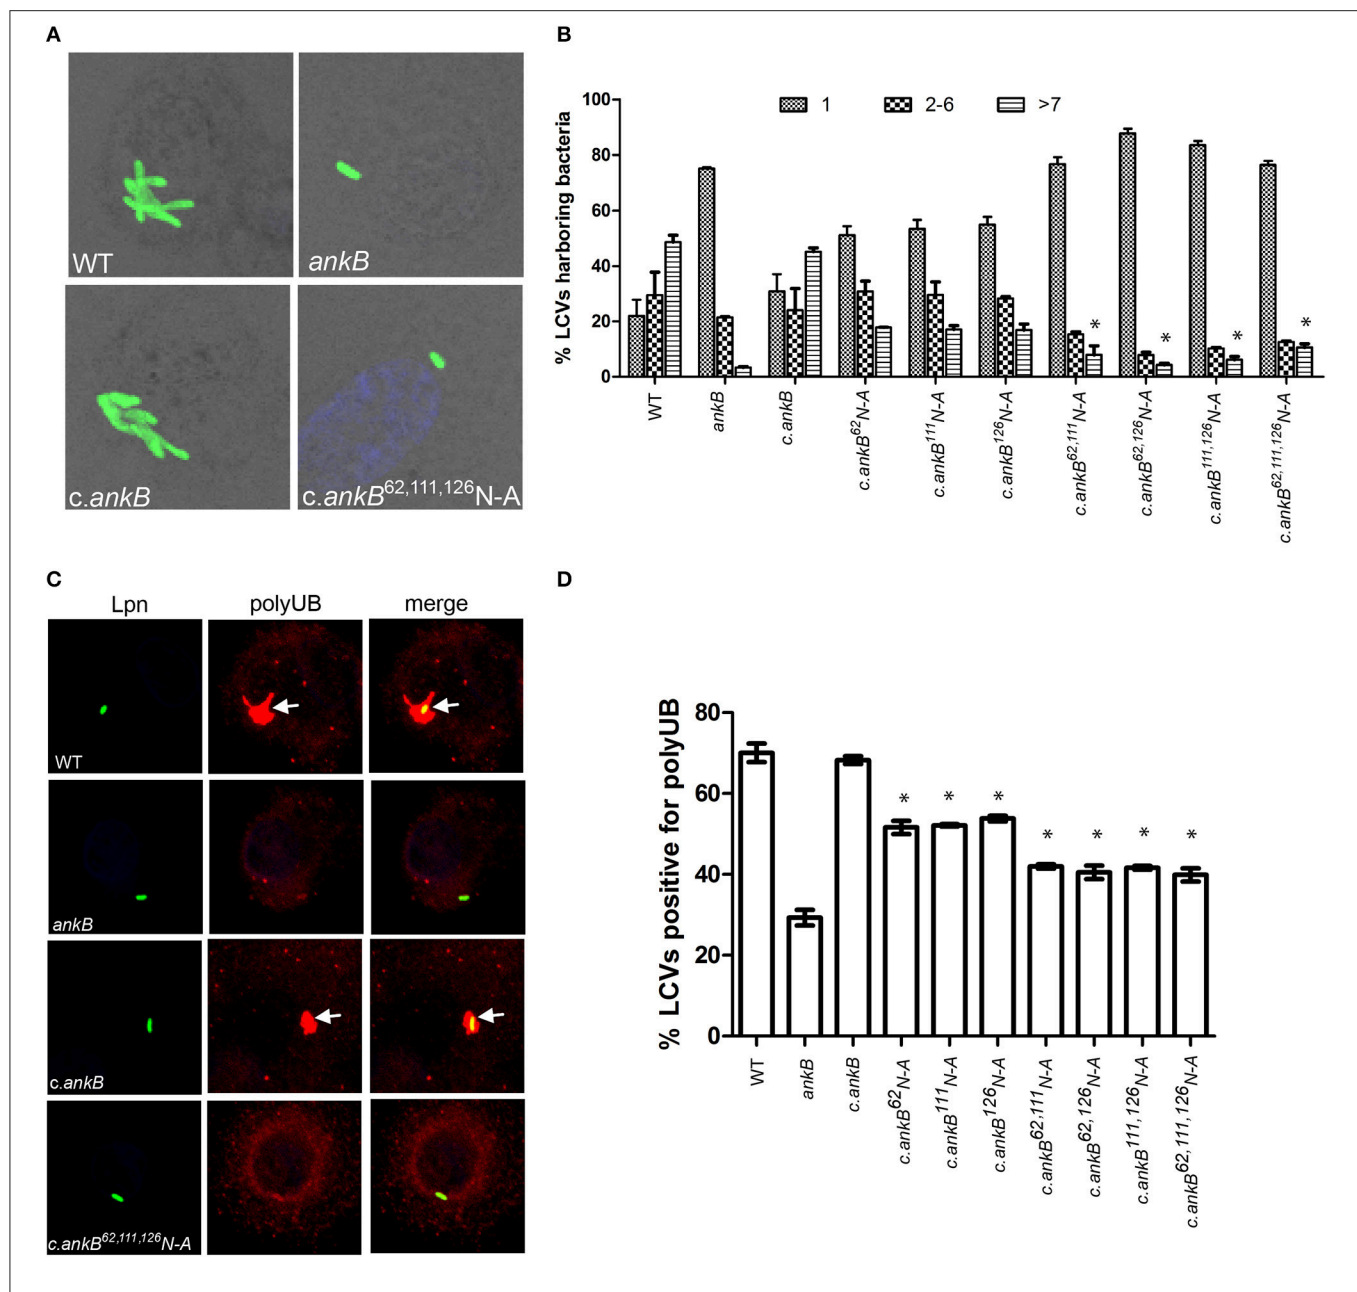 A
WT
ankB
c.ankB
c.ankB62,111,126N-A
B
% LCVs harboring bacteria
100
80
60
40
20
0
1
2-6
>7
*
*
*
*
WT
ankB
c.ankB
c.ankB62N-A
c.ankB111N-A
c.ankB126N-A
c.ankB62,111N-A
c.ankB62,126N-A
c.ankB111,126N-A
c.ankB62,111,126N-A
C
Lpn
polyUB
merge
WT
ankB
c.ankB
c.ankB62,111,126N-A
D
% LCVs positive for polyUB
80
60
40
20
0
*
*
*
*
*
*
*
WT
ankB
c.ankB
c.ankB62N-A
c.ankB111N-A
c.ankB126N-A
c.ankB62,111N-A
c.ankB62,126N-A
c.ankB111,126N-A
c.ankB62,111,126N-A